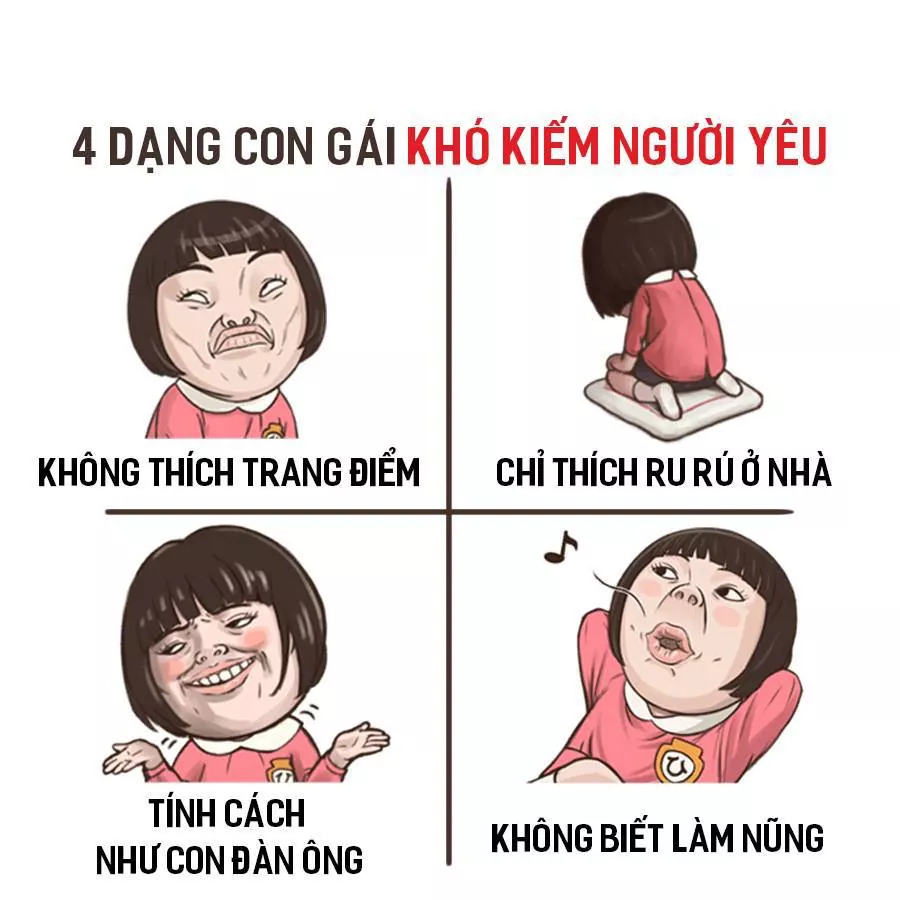 4 DẠNG CON GÁI KHÓ KIẾM NGƯỜI YÊU
KHÔNG THÍCH TRANG ĐIỂM
CHỈ THÍCH RU RÚ Ở NHÀ
TÍNH CÁCH
NHƯ CON ĐÀN ÔNG
KHÔNG BIẾT LÀM NŨNG